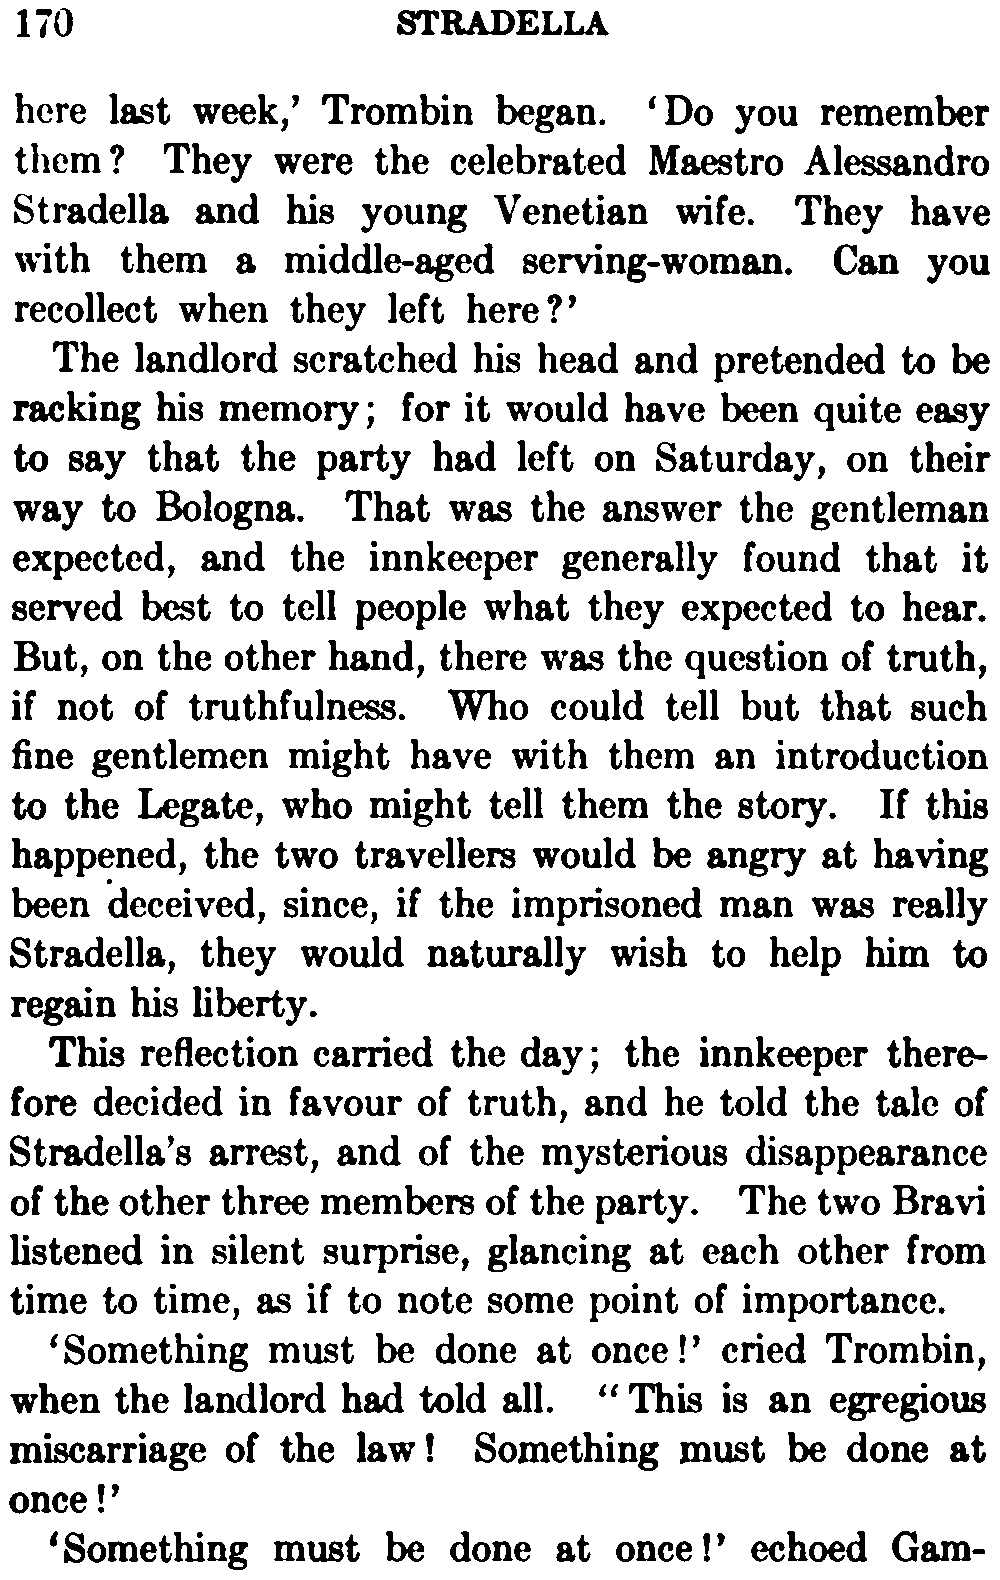 170 STRADELLA
here last week,' Trombin began. 'Do you remember
them? They were the celebrated Maestro Alessandro
Stradella and his young Venetian wife. They have
with them a middle-aged serving-woman. Can you
recollect when they left here?'
The landlord scratched his head and pretended to be
racking his memory; for it would have been quite easy
to say that the party had left on Saturday, on their
way to Bologna. That was the answer the gentleman
expected, and the innkeeper generally found that it
served best to tell people what they expected to hear.
But, on the other hand, there was the question of truth,
if not of truthfulness. Who could tell but that such
fine gentlemen might have with them an introduction
to the Legate, who might tell them the story. If this
happened, the two travellers would be angry at having
been deceived, since, if the imprisoned man was really
Stradella, they would naturally wish to help him to
regain his liberty.
This reflection carried the day; the innkeeper there-
fore decided in favour of truth, and he told the tale of
Stradella's arrest, and of the mysterious disappearance
of the other three members of the party. The two Bravi
listened in silent surprise, glancing at each other from
time to time, as if to note some point of importance.
'Something must be done at once!' cried Trombin,
when the landlord had told all. "This is an egregious
miscarriage of the law! Something must be done at
once!'
'Something must be done at once!' echoed Gam-